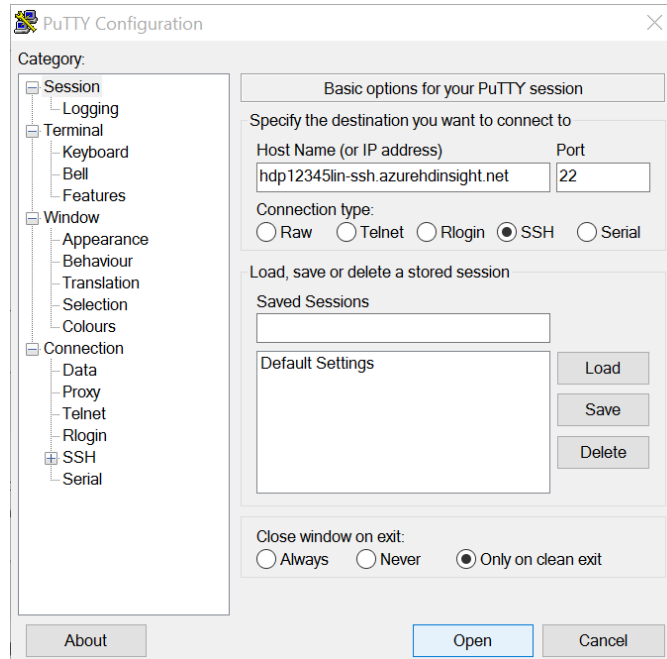 PuTTY Configuration
Category:
Session
Logging
Terminal
Keyboard
Bell
Features
Window
Appearance
Behaviour
Translation
Selection
Colours
Connection
Data
Proxy
Telnet
Rlogin
SSH
Serial
Basic options for your PuTTY session
Specify the destination you want to connect to
Host Name (or IP address) Port
hdp12345lin-ssh.azurehdinsight.net 22
Connection type:
Raw Telnet Rlogin SSH Serial
Load, save or delete a stored session
Saved Sessions
Default Settings
Load
Save
Delete
Close window on exit:
Always Never Only on clean exit
About Open Cancel